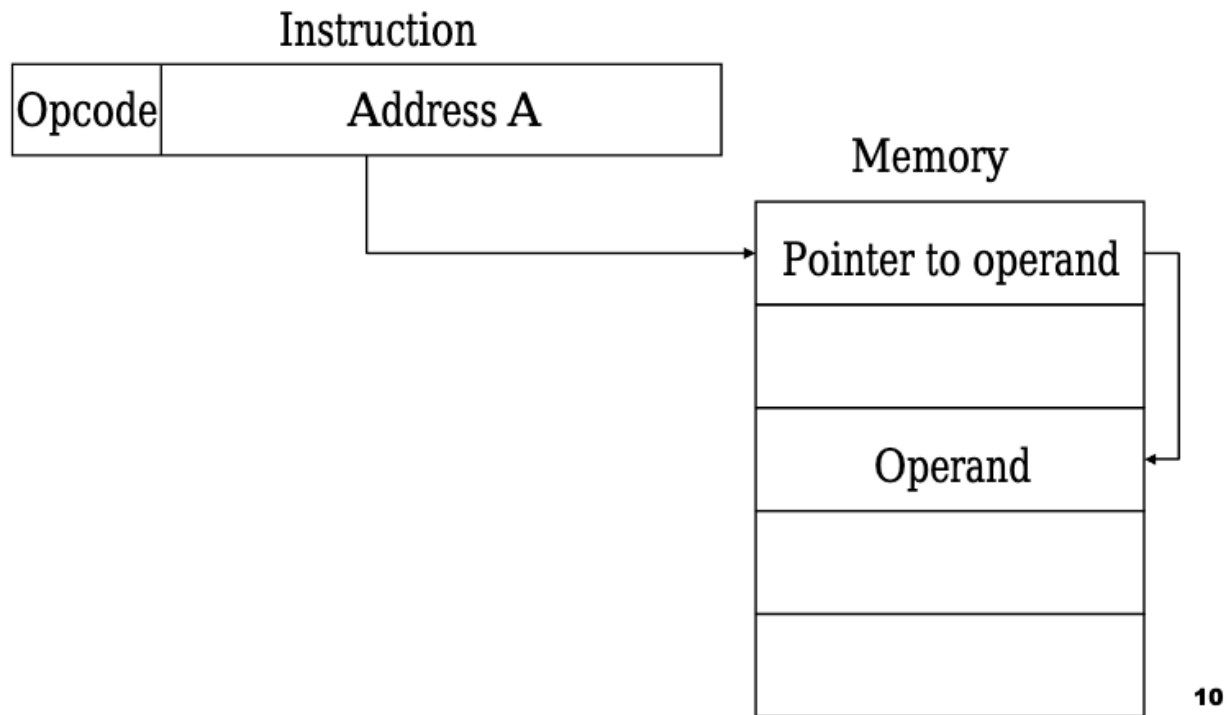 Instruction
Opcode
Address A
Memory
Pointer to operand
Operand
10